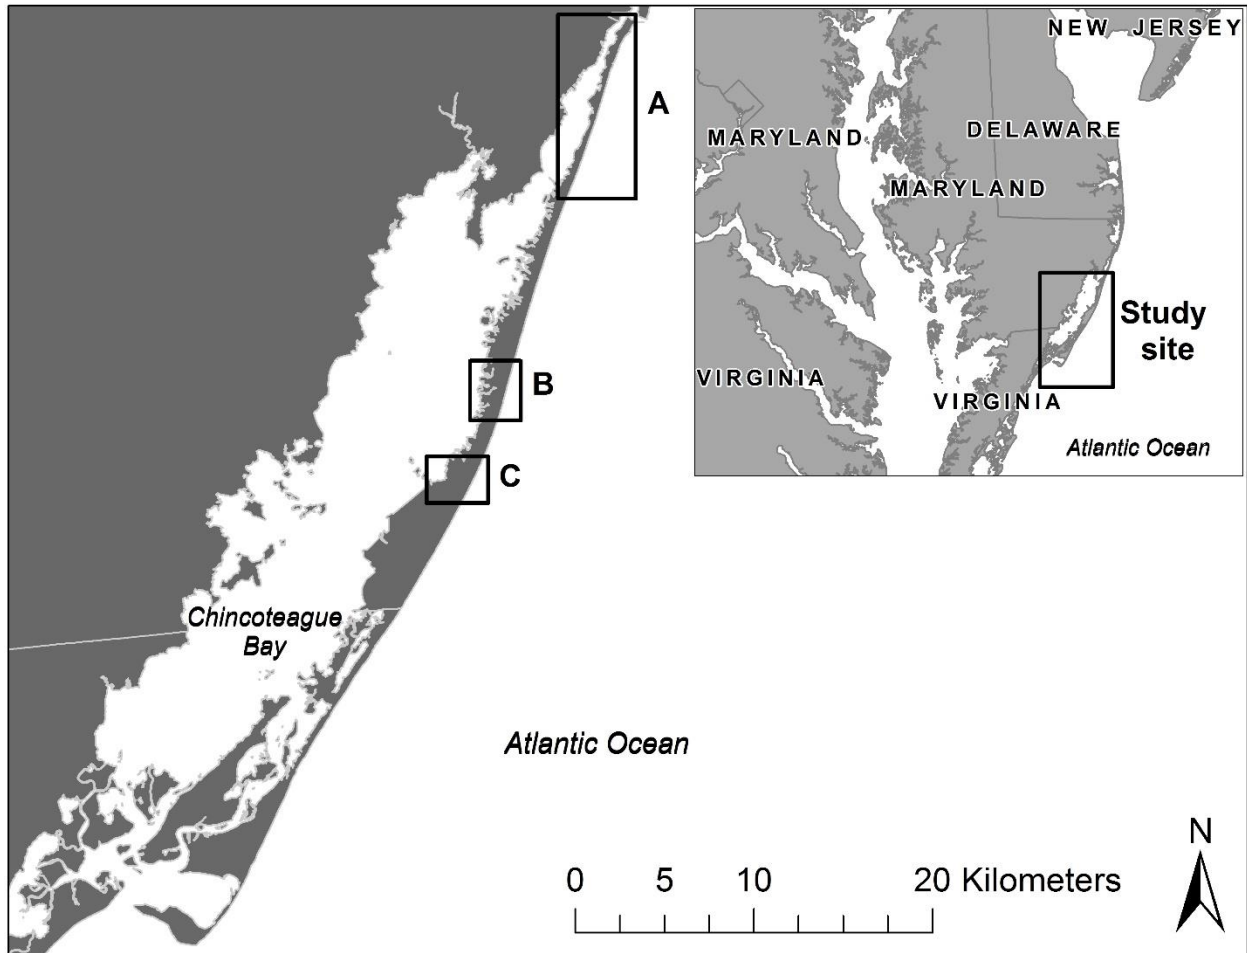 A
B
C
Chincoteague
Bay
Atlantic Ocean
NEW JERSEY
MARYLAND
DELAWARE
MARYLAND
Study
site
VIRGINIA
VIRGINIA
Atlantic Ocean
N
0 5 10 20 Kilometers